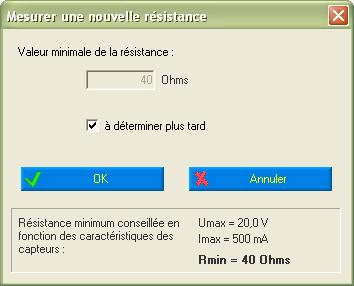 Mesurer une nouvelle résistance
Valeur minimale de la résistance :
40 Ohms
à déterminer plus tard
OK Annuler
Résistance minimum conseillée en
fonction des caractéristiques des
capteurs :
Umax = 20,0 V
Imax = 500 mA
Rmin = 40 Ohms